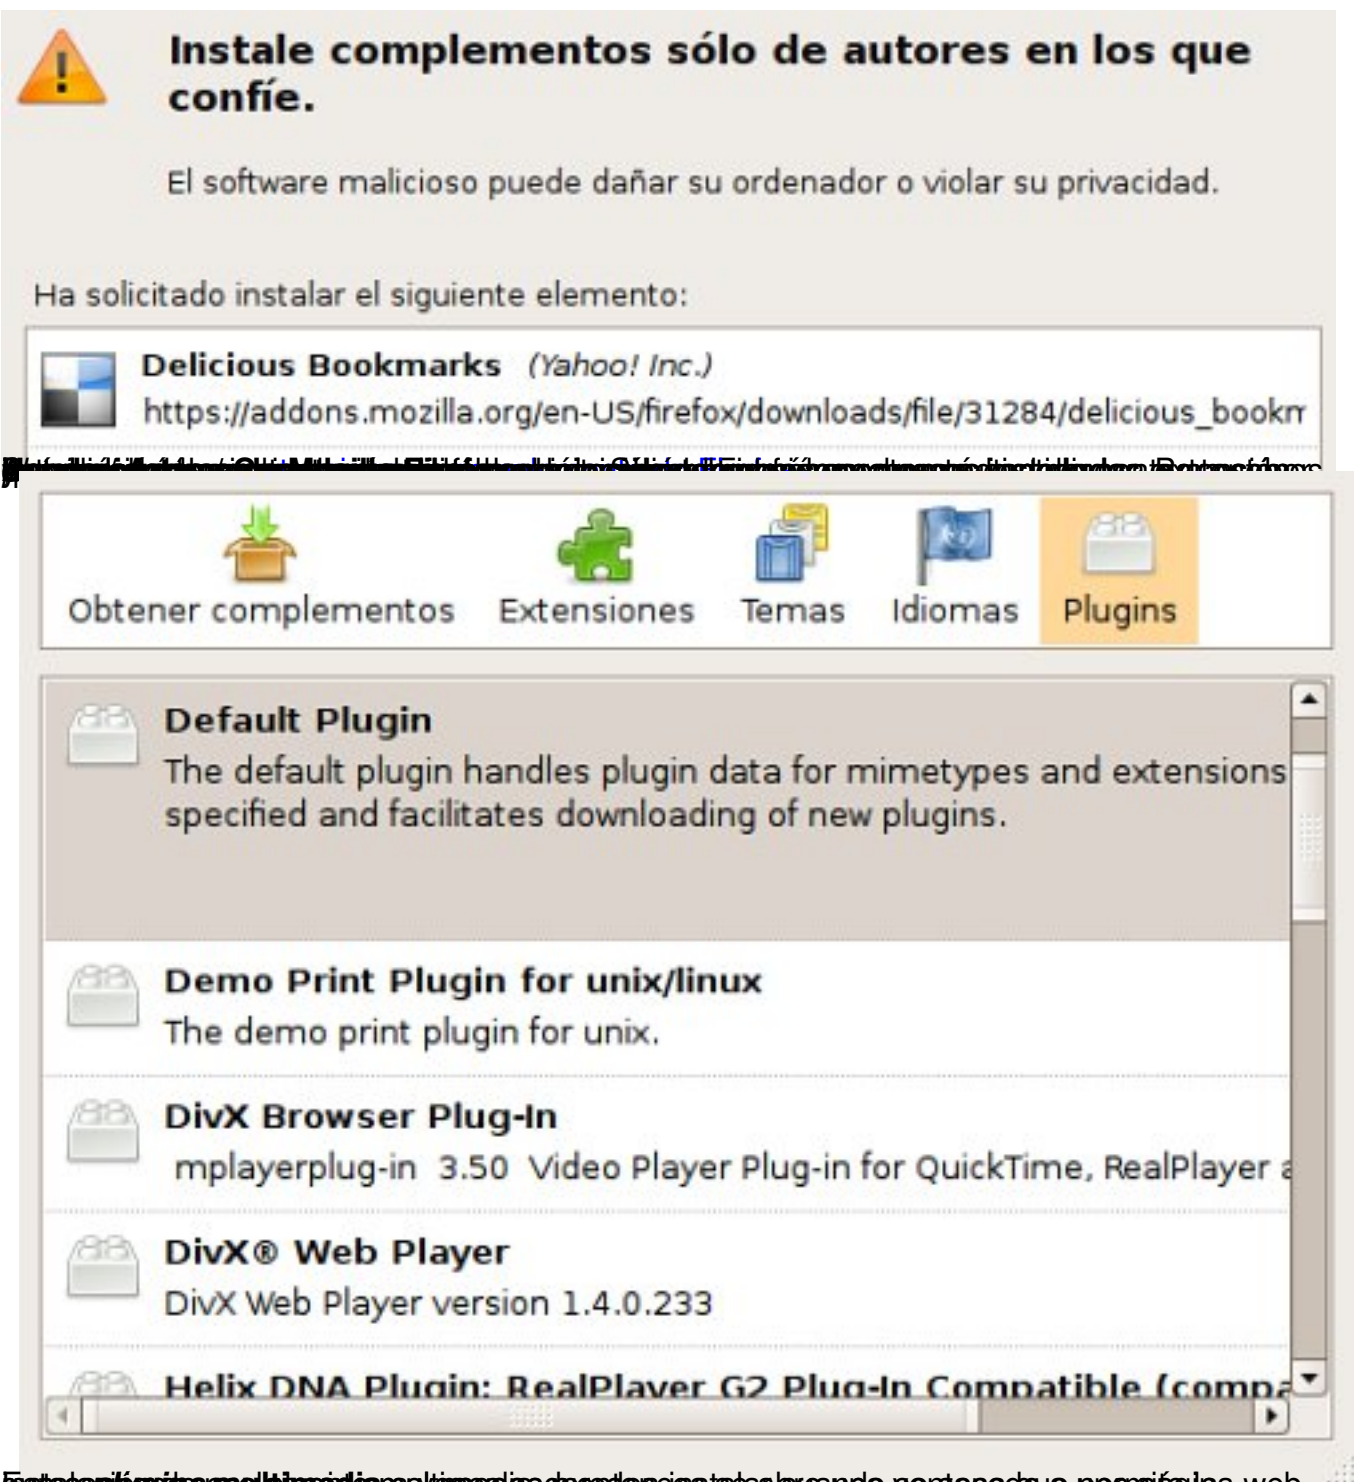 Instale complementos sólo de autores en los que
confíe.
El software malicioso puede dañar su ordenador o violar su privacidad.
Ha solicitado instalar el siguiente elemento:
Delicious Bookmarks (Yahoo! Inc.)
https://addons.mozilla.org/en-US/firefox/downloads/file/31284/delicious_bookm
Obtener complementos Extensiones Temas Idiomas Plugins
Default Plugin
The default plugin handles plugin data for mimetypes and extensions
specified and facilitates downloading of new plugins.
Demo Print Plugin for unix/linux
The demo print plugin for unix.
DivX Browser Plug-In
mplayerplug-in 3.50 Video Player Plug-in for QuickTime, RealPlayer a
DivX® Web Player
DivX Web Player version 1.4.0.233
Helix DNA Plugin: RealPlayer G2 Plug-In Compatible (compa